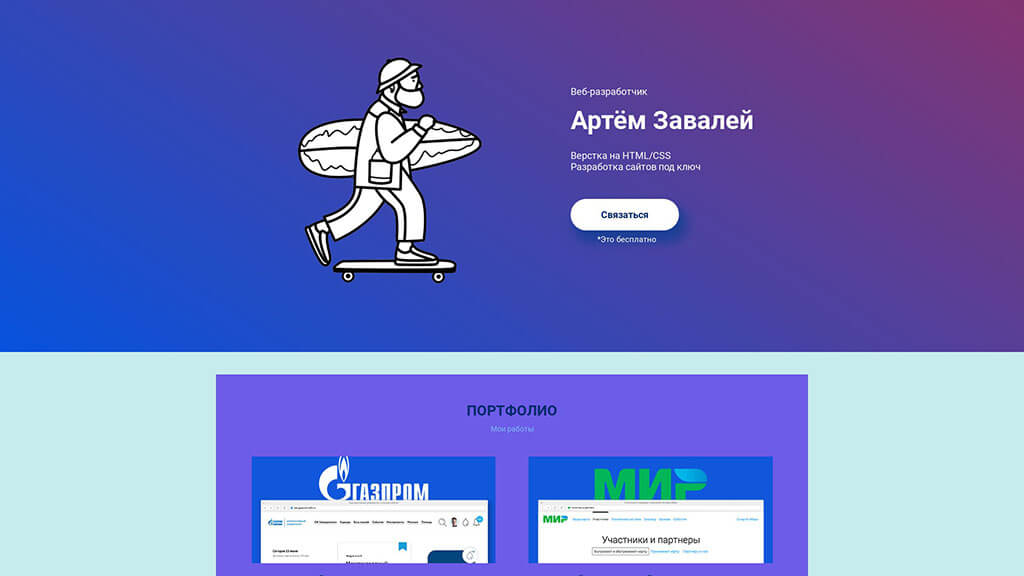 Веб-разработчик
Артём Завалей
Верстка на HTML/CSS
Разработка сайтов под ключ
Связаться
*Это бесплатно
ПОРТФОЛИО
Мои работы
ГАЗПРОМ
МИР
МИР
Участники и партнеры